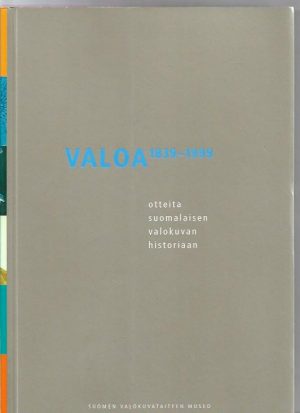 VALOA 1839–1999
otteita
suomalaisen
valokuvan
historiaan
SUOMEN VALOKUVATAITEEN MUSEO